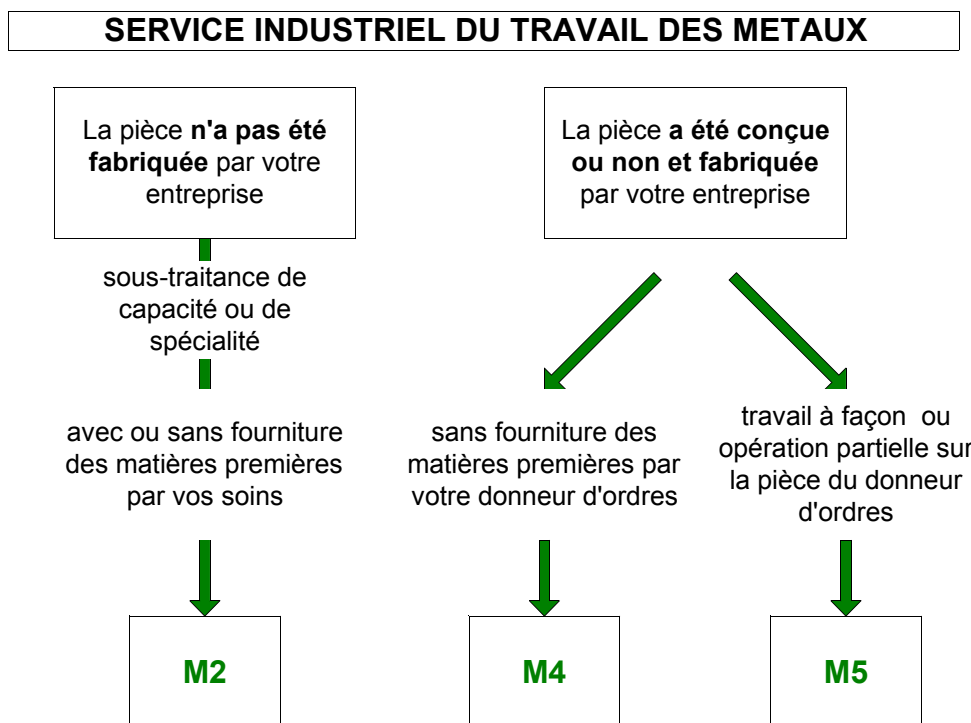 SERVICE INDUSTRIEL DU TRAVAIL DES METAUX
La pièce n'a pas été
fabriquée par votre
entreprise
La pièce a été conçue
ou non et fabriquée
par votre entreprise
sous-traitance de
capacité ou de
spécialité
avec ou sans fourniture
des matières premières
par vos soins
sans fourniture des
matières premières par
votre donneur d'ordres
travail à façon ou
opération partielle sur
la pièce du donneur
d'ordres
M2
M4
M5